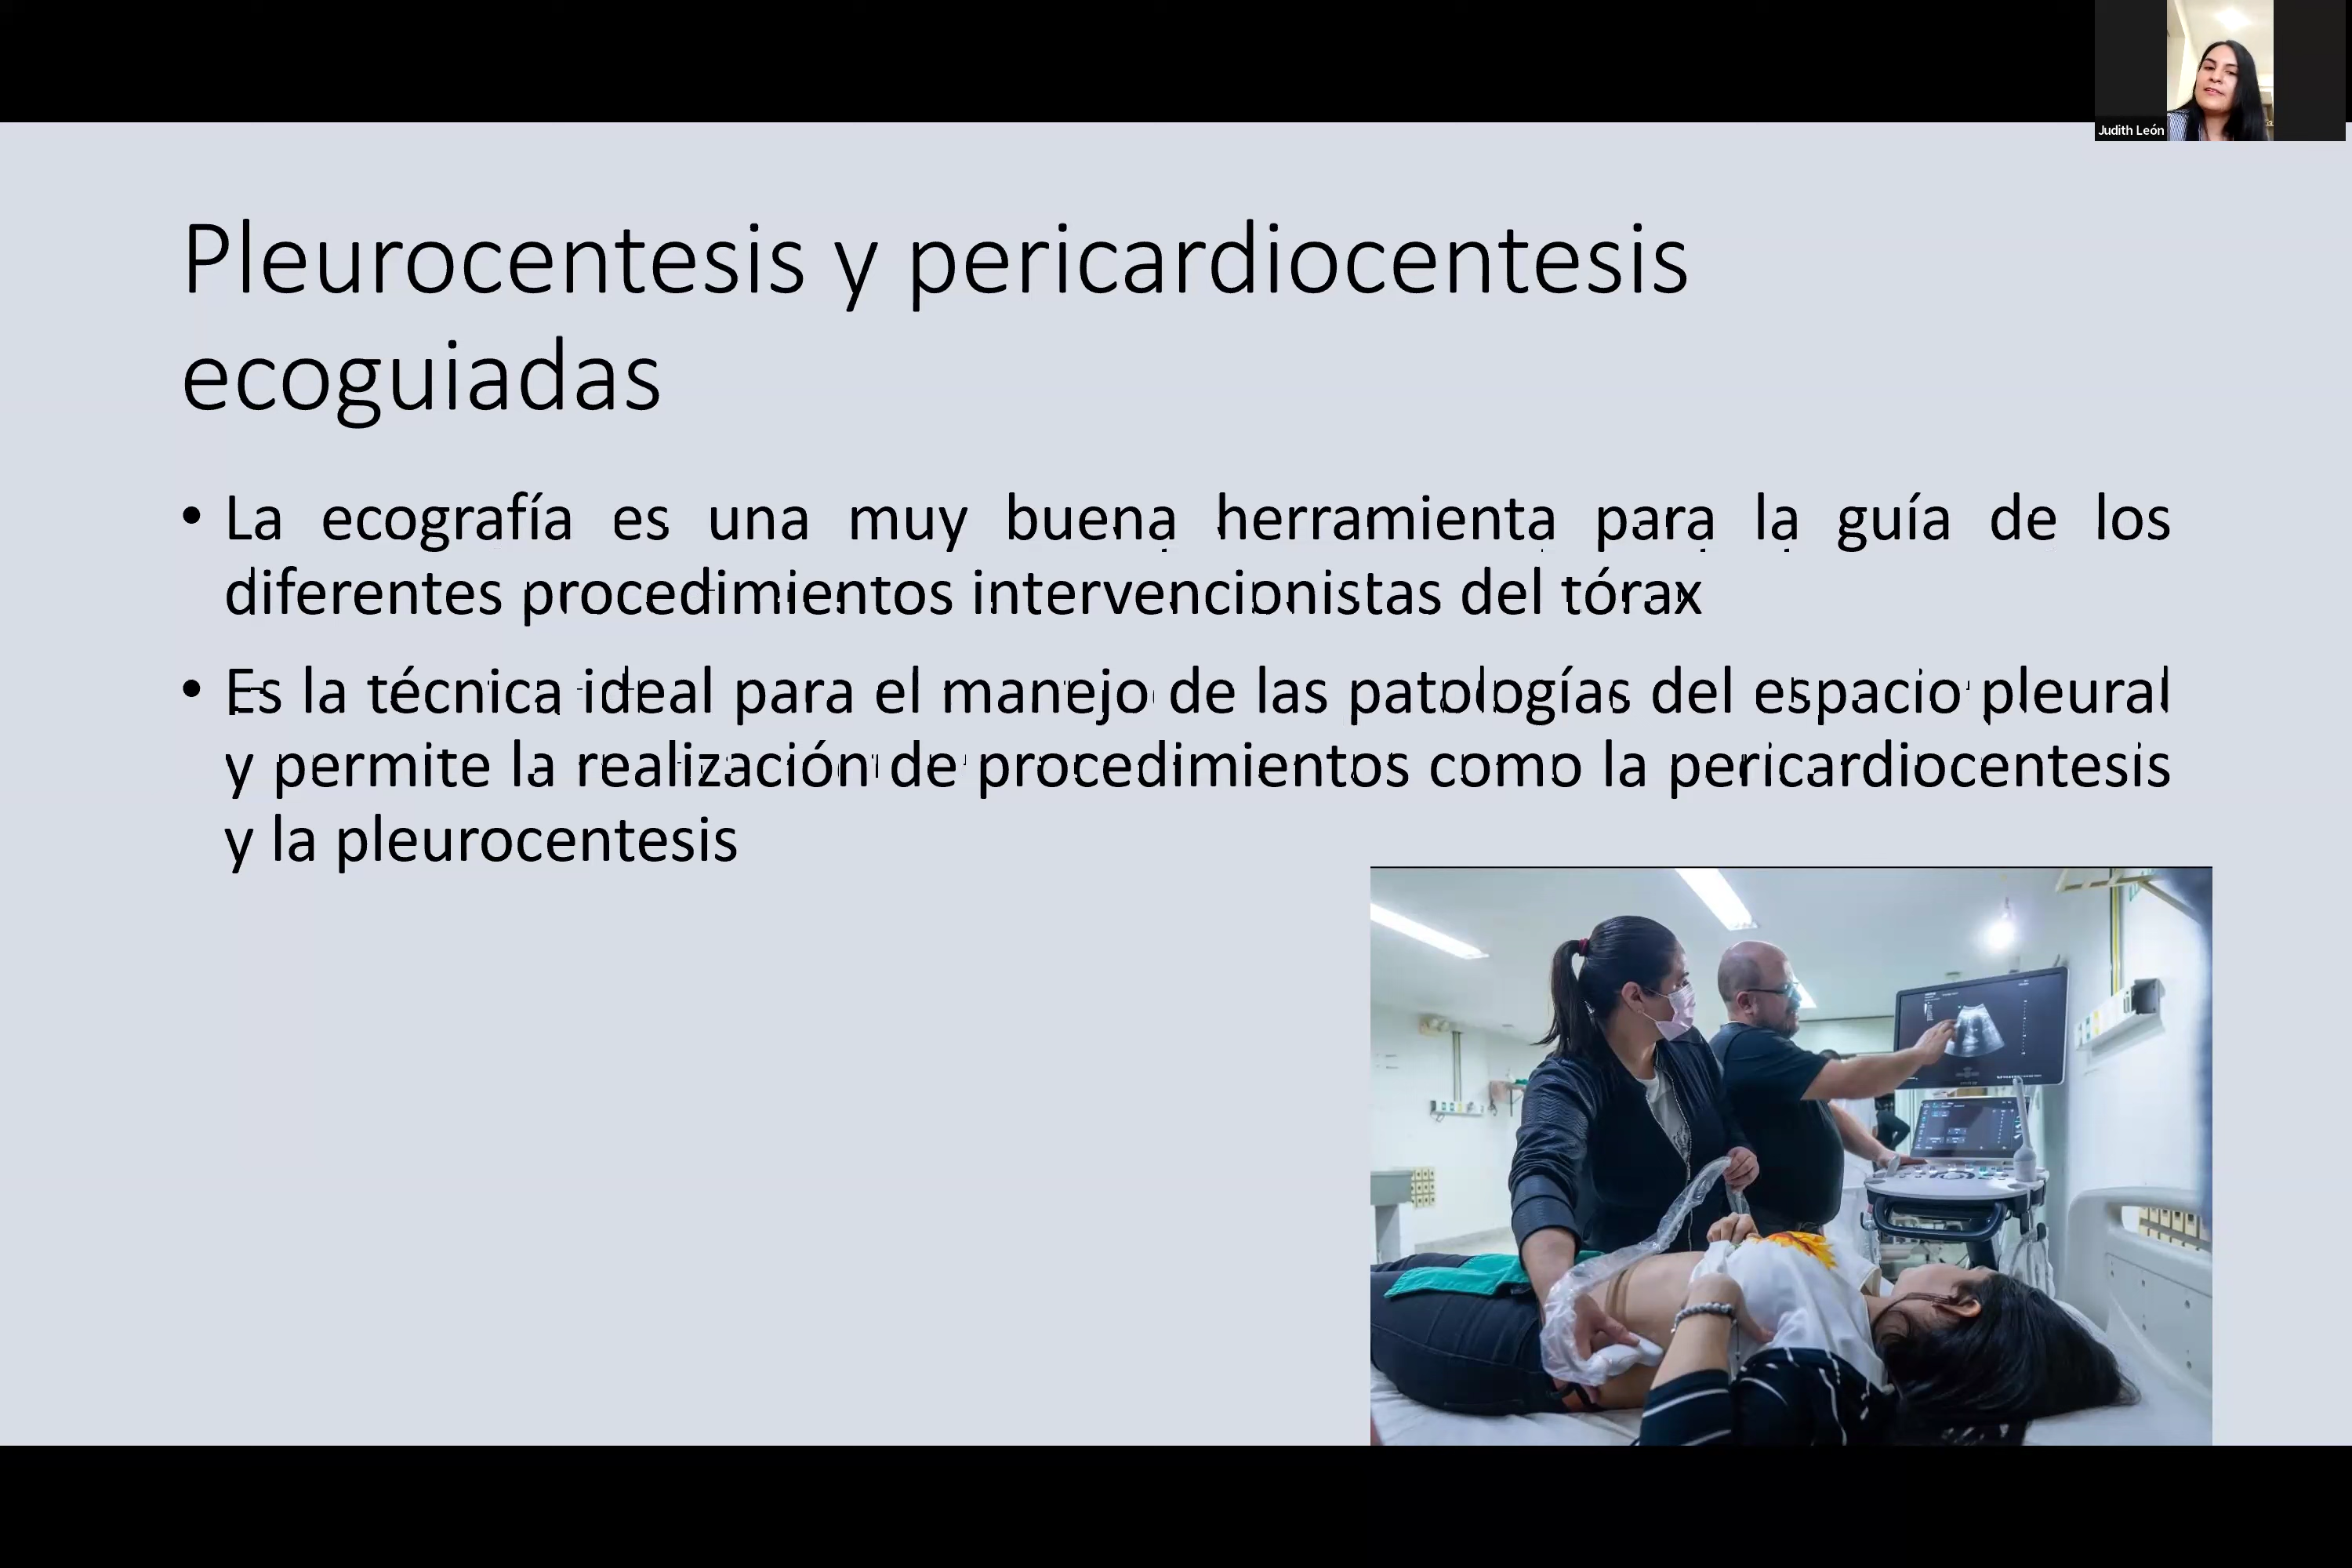 Judith León
Pleurocentesis y pericardiocentesis
ecoguiadas
• La ecografía es una muy buena herramienta para la guía de los
diferentes procedimientos intervencionistas del tórax
• Es la técnica ideal para el manejo de las patologías del espacio pleural
y permite la realización de procedimientos como la pericardiocentesis
y la pleurocentesis